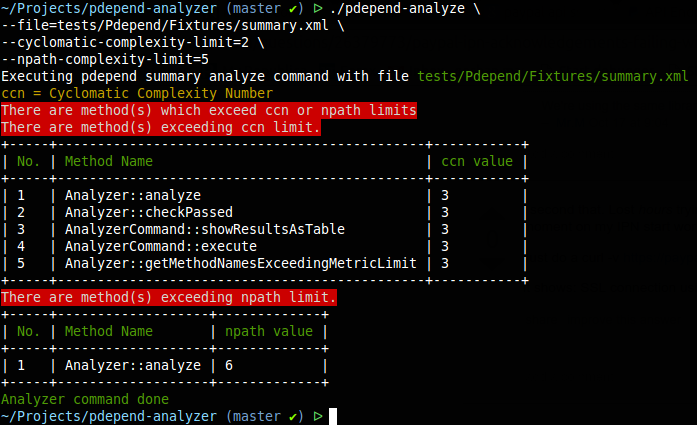 ~/Projects/Pdepend-analyzer (master ✔) ᐅ ./pdepend-analyze \
--file=tests/Pdepend/Fixtures/summary.xml \
--cyclomatic-complexity-limit=2 \
--npath-complexity-limit=5
Executing pdepend summary analyze command with file tests/Pdepend/Fixtures/summary.xml
ccn = Cyclomatic Complexity Number
There are method(s) which exceed ccn or npath limits
There are method(s) exceeding ccn limit.
+-----+---------------------------------------------+-----------+
| No. | Method Name                                 | ccn value |
+-----+---------------------------------------------+-----------+
| 1   | Analyzer::analyze                           | 3         |
| 2   | Analyzer::checkPassed                       | 3         |
| 3   | AnalyzerCommand::showResultsAsTable         | 3         |
| 4   | AnalyzerCommand::execute                    | 3         |
| 5   | Analyzer::getMethodNamesExceedingMetricLimit | 3         |
+-----+---------------------------------------------+-----------+
There are method(s) exceeding npath limit.
+-----+-------------------+-------------+
| No. | Method Name       | npath value |
+-----+-------------------+-------------+
| 1   | Analyzer::analyze | 6           |
+-----+-------------------+-------------+
Analyzer command done
~/Projects/pdepend-analyzer (master ✔) ᐅ